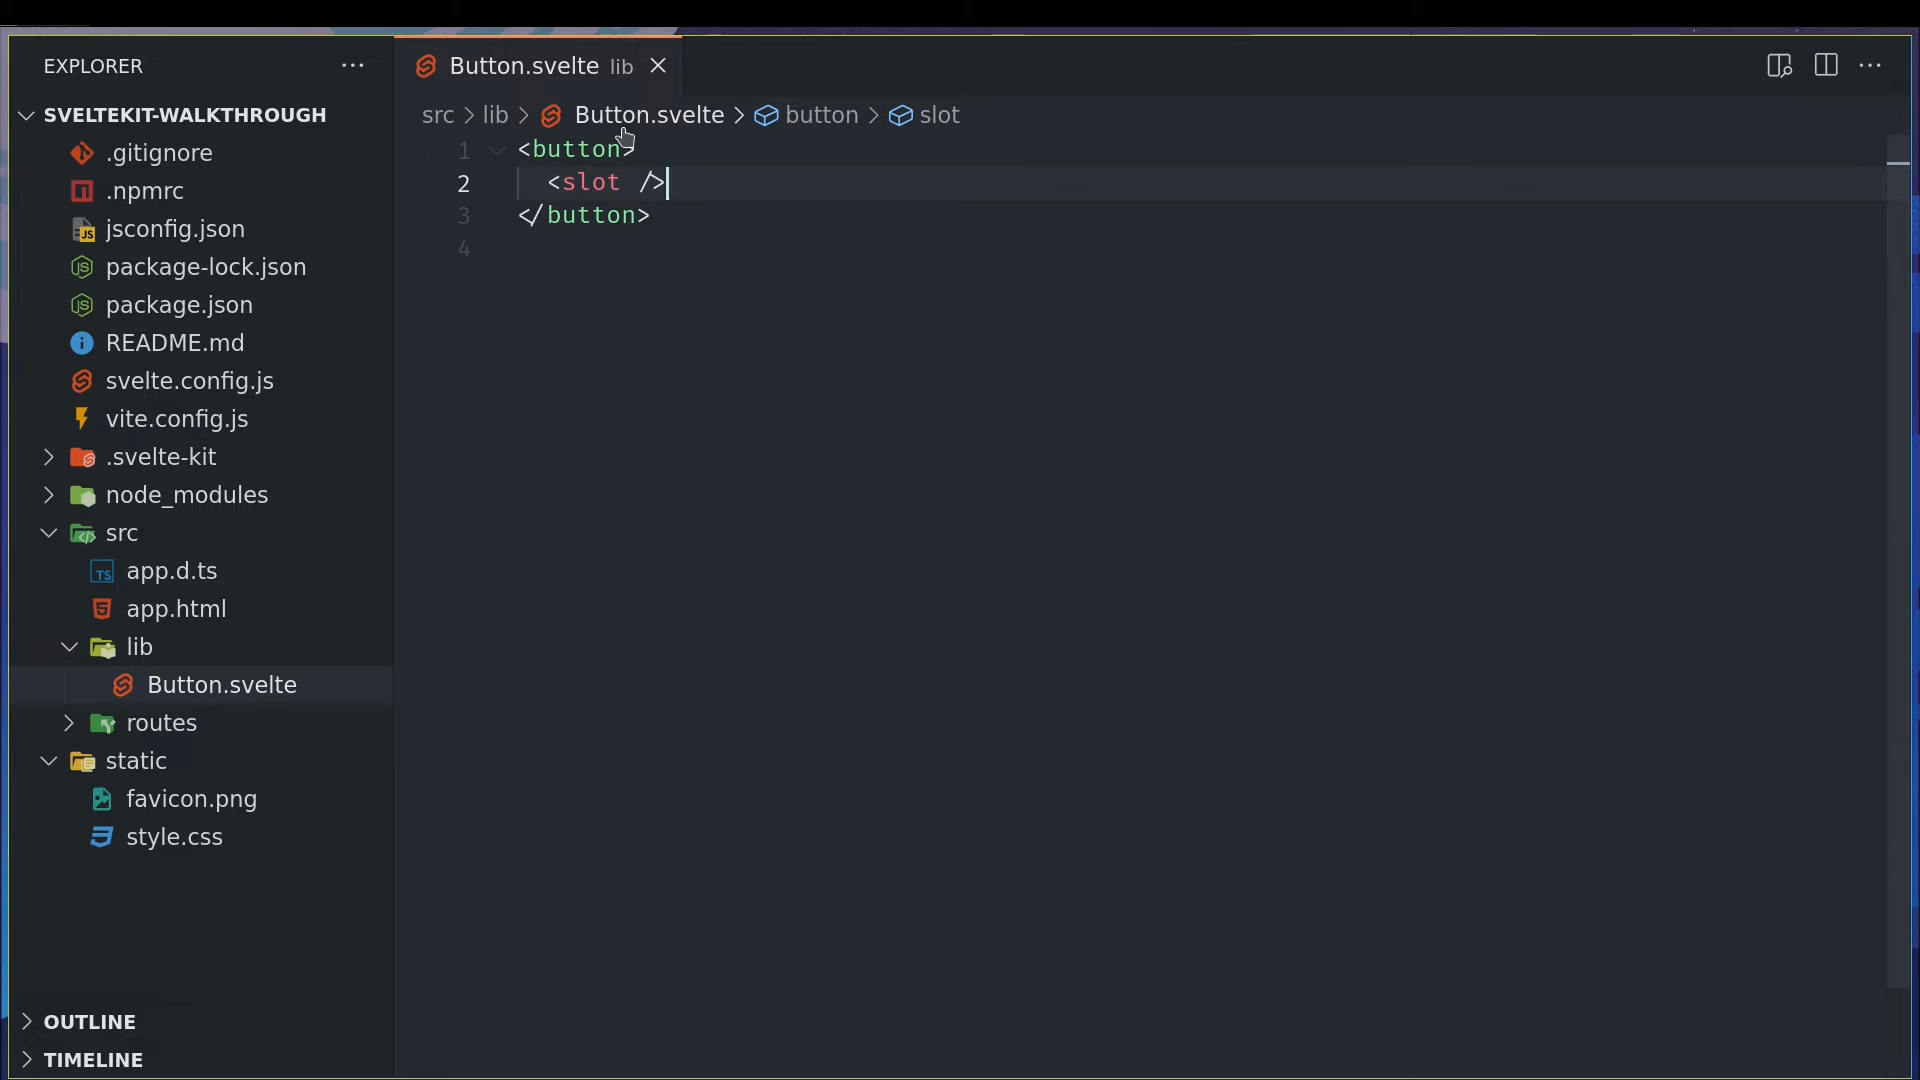 EXPLORER
SVELTEKIT-WALKTHROUGH
.gitignore
.npmrc
jsconfig.json
package-lock.json
package.json
README.md
svelte.config.js
vite.config.js
.svelte-kit
node_modules
src
app.d.ts
app.html
lib
Button.svelte
routes
static
favicon.png
style.css
OUTLINE
TIMELINE
Button.svelte lib
src > lib > Button.svelte > button > slot
1 <button>
2 <slot />
3 </button>
4